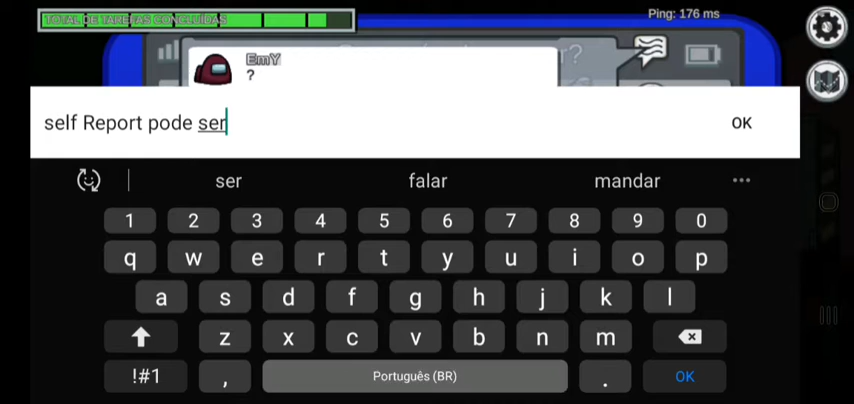 TOTAL DE TAREFAS CONCLUÍDAS
Ping: 176 ms
EmY
?
r?
self Report pode ser
OK
ser falar mandar
1 2 3 4 5 6 7 8 9 0
q w e r t y u i o p
a s d f g h j k l
z x c v b n m
!#1 , Português (BR) . OK